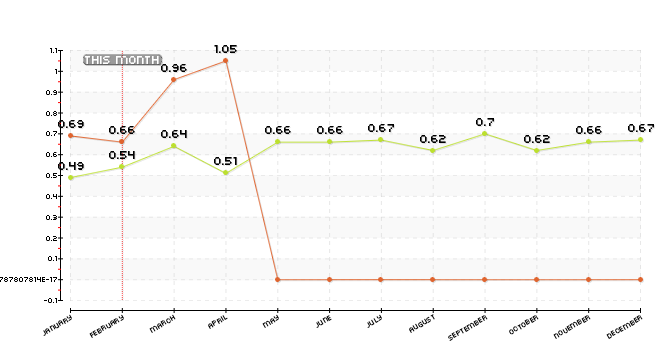 THIS MONTH
1.1
1
0.9
0.8
0.7
0.6
0.5
0.4
0.3
0.2
0.1
787807814E-17
-0.1
0.69 0.66 0.96 1.05
0.49 0.54 0.64 0.51 0.66 0.66 0.67 0.62 0.7 0.62 0.66 0.67
JANUARY FEBRUARY MARCH APRIL MAY JUNE JULY AUGUST SEPTEMBER OCTOBER NOVEMBER DECEMBER